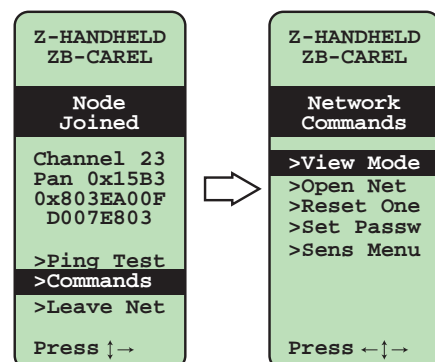 Z-HANDHELD
ZB-CAREL
Node
Joined
Channel 23
Pan 0x15B3
0x803EA00F
D007E803
>Ping Test
>Commands
>Leave Net
Press ↕→
Z-HANDHELD
ZB-CAREL
Network
Commands
>View Mode
>Open Net
>Reset One
>Set Passw
>Sens Menu
Press ←↕→